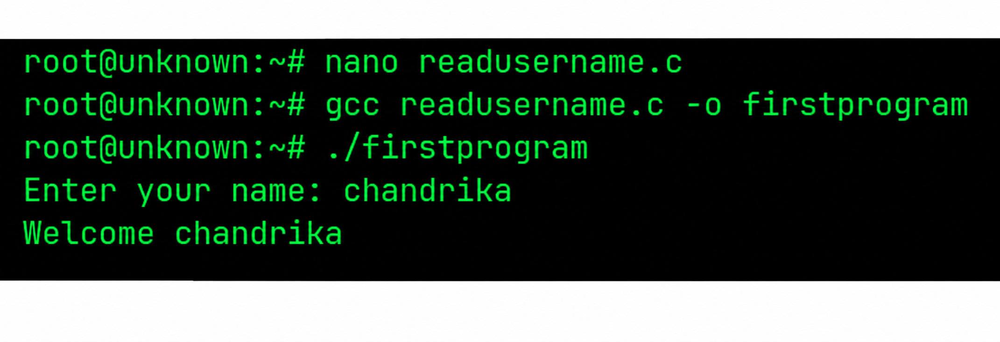 root@unknown:~# nano readusername.c
root@unknown:~# gcc readusername.c -o firstprogram
root@unknown:~# ./firstprogram
Enter your name: chandrika
Welcome chandrika